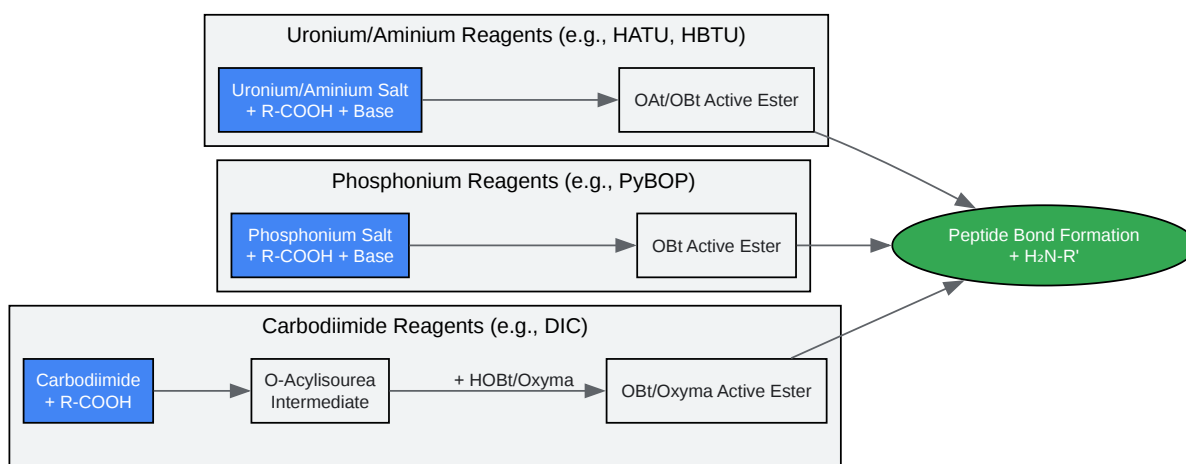 Uronium/Aminium Reagents (e.g., HATU, HBTU)
Uronium/Aminium Salt
+ R-COOH + Base
OAt/OBt Active Ester
Phosphonium Reagents (e.g., PyBOP)
Phosphonium Salt
+ R-COOH + Base
OBt Active Ester
Peptide Bond Formation
+ H₂N-R'
Carbodiimide Reagents (e.g., DIC)
Carbodiimide
+ R-COOH
O-Acylisourea
Intermediate
+ HOBt/Oxyma
OBt/Oxyma Active Ester